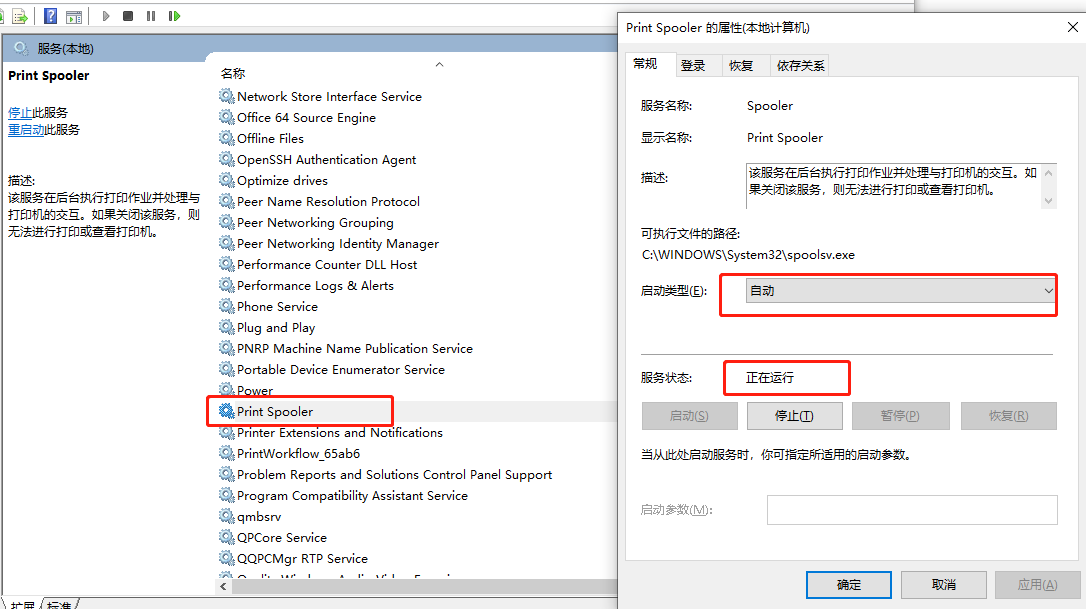 服务(本地)
Print Spooler
停止此服务
重启动此服务
描述:
该服务在后台执行打印作业并处理与
打印机的交互。如果关闭该服务，则
无法进行打印或查看打印机。
名称
Network Store Interface Service
Office 64 Source Engine
Offline Files
OpenSSH Authentication Agent
Optimize drives
Peer Name Resolution Protocol
Peer Networking Grouping
Peer Networking Identity Manager
Performance Counter DLL Host
Performance Logs & Alerts
Phone Service
Plug and Play
PNRP Machine Name Publication Service
Portable Device Enumerator Service
Power
Print Spooler
Printer Extensions and Notifications
PrintWorkflow_65ab6
Problem Reports and Solutions Control Panel Support
Program Compatibility Assistant Service
qmbsrv
QPCore Service
QQPCMgr RTP Service
扩展 标准
Print Spooler 的属性(本地计算机)
常规 登录 恢复 依存关系
服务名称: Spooler
显示名称: Print Spooler
描述: 该服务在后台执行打印作业并处理与打印机的交互。如
果关闭该服务，则无法进行打印或查看打印机。
可执行文件的路径:
C:\WINDOWS\System32\spoolsv.exe
启动类型(E): 自动
服务状态: 正在运行
启动(S) 停止(T) 暂停(P) 恢复(R)
当从此处启动服务时，你可指定所适用的启动参数。
启动参数(M):
确定 取消 应用(A)